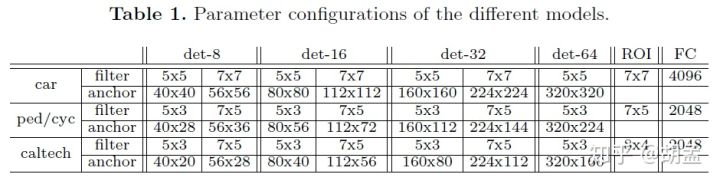 Table 1. Parameter configurations of the different models.
det-8 det-16 det-32 det-64 ROI FC
car filter 5x5 7x7 5x5 7x7 5x5 7x7 5x5 7x7 4096
anchor 40x40 56x56 80x80 112x112 160x160 224x224 320x320
ped/cyc filter 5x3 7x5 5x3 7x5 5x3 7x5 5x3 7x5 2048
anchor 40x28 56x36 80x56 112x72 160x112 224x144 320x224
caltech filter 5x3 7x5 5x3 7x5 5x3 7x5 5x3 8x4 2048
anchor 40x20 56x28 80x40 112x56 160x80 224x112 320x160
知乎 @胡孟